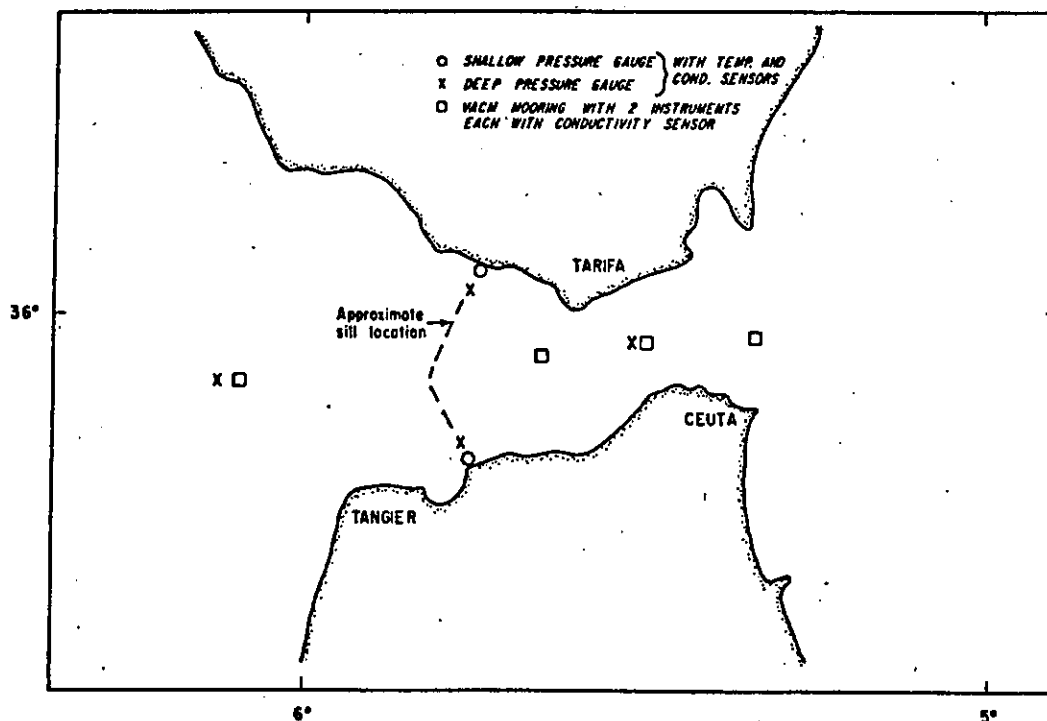 O SHALLOW PRESSURE GAUGE } WITH TEMP. AND
X DEEP PRESSURE GAUGE } COND. SENSORS
□ VACM MOORING WITH 2 INSTRUMENTS
EACH WITH CONDUCTIVITY SENSOR
TARIFA
36°
Approximate
sill location
CEUTA
TANGIER
6°
5°